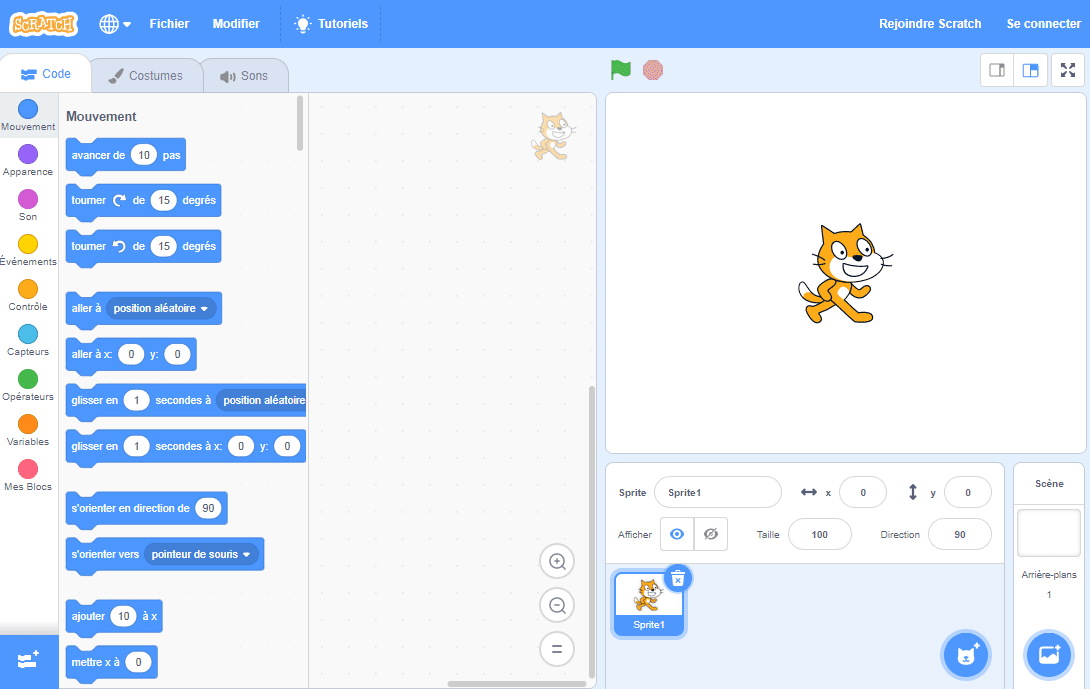 SCRATCH Fichier Modifier Tutoriels Rejoindre Scratch Se connecter
Code Costumes Sons
Mouvement
Apparence
Son
Événements
Contrôle
Capteurs
Opérateurs
Variables
Mes Blocs
Mouvement
avancer de 10 pas
tourner de 15 degrés
tourner de 15 degrés
aller à position aléatoire
aller à x: 0 y: 0
glisser en 1 secondes à position aléatoire
glisser en 1 secondes à x: 0 y: 0
s'orienter en direction de 90
s'orienter vers pointeur de souris
ajouter 10 à x
mettre x à 0
Sprite Sprite1 x 0 y 0
Afficher Taille 100 Direction 90
Sprite1
Scène
Arrière-plans
1